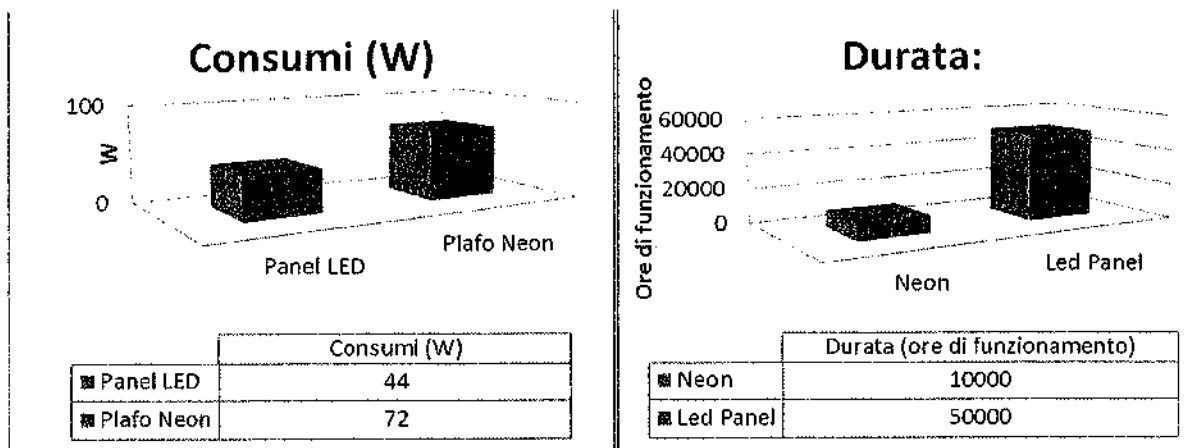 Consumi (W)
100
W
0
Panel LED
Plafo Neon
Consumi (W)
Panel LED 44
Plafo Neon 72
Durata:
Ore di funzionamento
60000
40000
20000
0
Neon
Led Panel
Durata (ore di funzionamento)
Neon 10000
Led Panel 50000